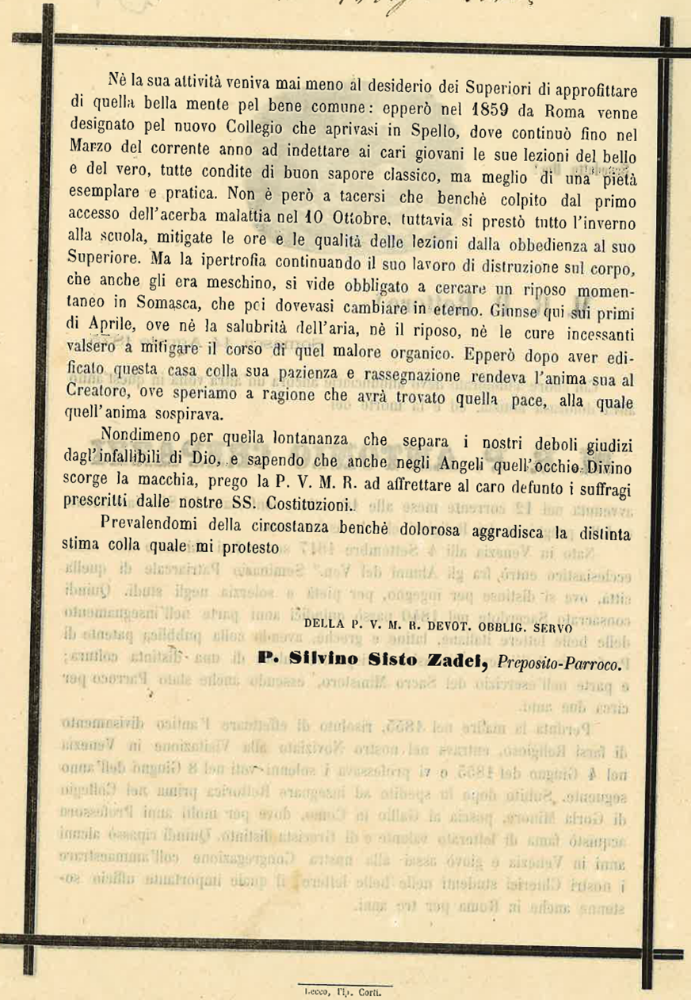 Nè la sua attività veniva mai meno al desiderio dei Superiori di approfittare
di quella bella mente pel bene comune: epperò nel 1859 da Roma venne
designato pel nuovo Collegio che aprivasi in Spello, dove continuò fino nel
Marzo del corrente anno ad indettare ai cari giovani le sue lezioni del bello
e del vero, tutte condite di buon sapore classico, ma meglio di una pietà
esemplare e pratica. Non è però a tacersi che benchè colpito dal primo
accesso dell'acerba malattia nel 10 Ottobre, tuttavia si prestò tutto l'inverno
alla scuola, mitigate le ore e le qualità delle lezioni dalla obbedienza al suo
Superiore. Ma la ipertrofia continuando il suo lavoro di distruzione sul corpo,
che anche gli era meschino, si vide obbligato a cercare un riposo momen-
taneo in Somasca, che poi dovevasi cambiare in eterno. Giunse qui sui primi
di Aprile, ove nè la salubrità dell'aria, nè il riposo, nè le cure incessanti
valsero a mitigare il corso di quel malore organico. Epperò dopo aver edi-
ficato questa casa colla sua pazienza e rassegnazione rendeva l'anima sua al
Creatore, ove speriamo a ragione che avrà trovato quella pace, alla quale
quell'anima sospirava.
Nondimeno per quella lontananza che separa i nostri deboli giudizi
dagl'infallibili di Dio, e sapendo che anche negli Angeli quell'occhio Divino
scorge la macchia, prego la P. V. M. R. ad affrettare al caro defunto i suffragi
prescritti dalle nostre SS. Costituzioni.
Prevalendomi della circostanza benchè dolorosa aggradisca la distinta
stima colla quale mi protesto
DELLA P. V. M. R. DEVOT. OBBLIG. SERVO
P. Silvino Sisto Zadei, Preposito-Parroco.
Lecco, Tip. Corti.